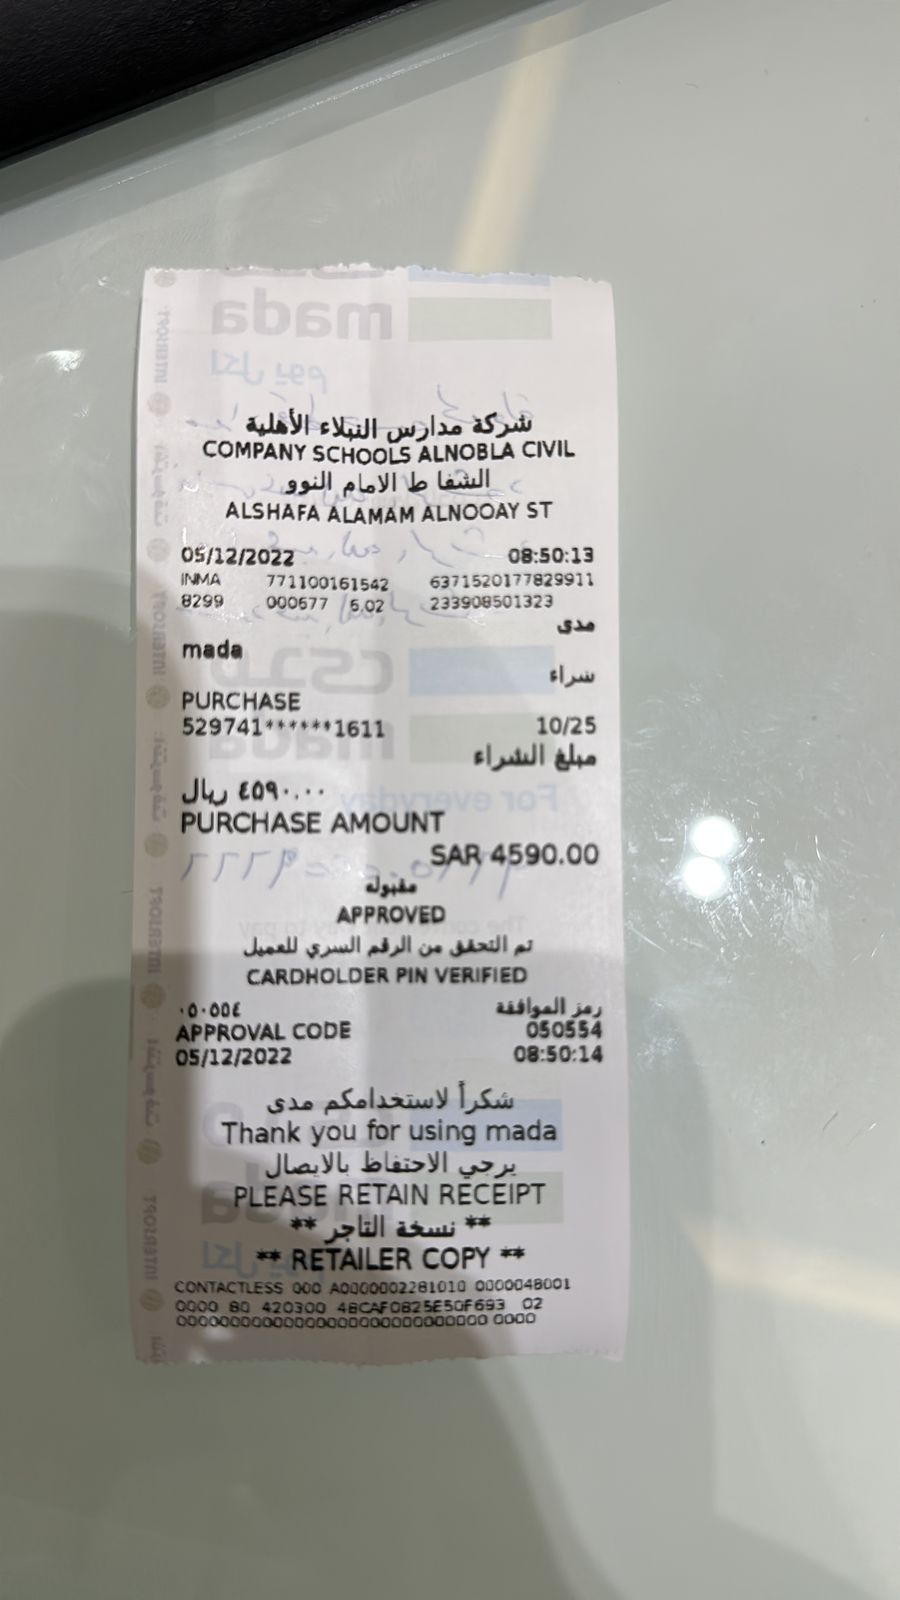 mada
شركة مدارس النبلاء الأهلية
COMPANY SCHOOLS ALNOBLA CIVIL
الشفا ط الامام النوو
ALSHAFA ALAMAM ALNOOAY ST
05/12/2022 08:50:13
INMA 771100161542 6371520177829911
8299 000677 6.02 233908501323
مدى
mada
شراء
PURCHASE
529741******1611 10/25
مبلغ الشراء
٤٥٩٠.٠٠ ريال
PURCHASE AMOUNT
SAR 4590.00
مقبولة
APPROVED
تم التحقق من الرقم السري للعميل
CARDHOLDER PIN VERIFIED
رمز الموافقة ٠٥٠٥٥٤
APPROVAL CODE 050554
05/12/2022 08:50:14
شكراً لاستخدامكم مدى
Thank you for using mada
يرجي الاحتفاظ بالايصال
PLEASE RETAIN RECEIPT
** نسخة التاجر **
** RETAILER COPY **
CONTACTLESS 000 A0000002281010 0000048001
0000 80 420300 48CAF0825E50F693 02